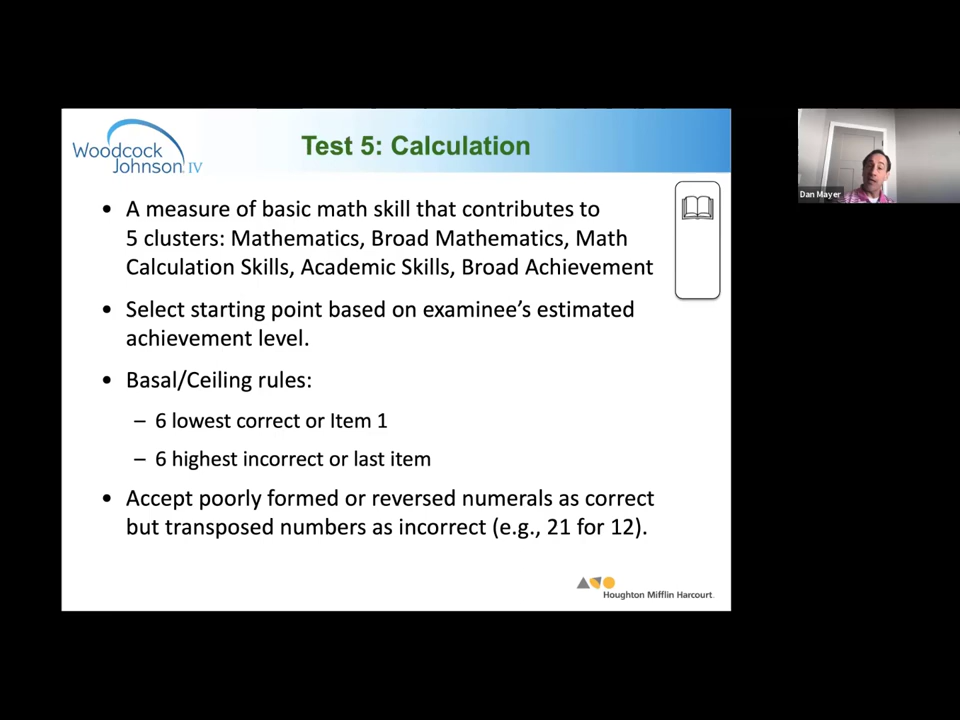 Woodcock
Johnson IV
Test 5: Calculation
• A measure of basic math skill that contributes to
5 clusters: Mathematics, Broad Mathematics, Math
Calculation Skills, Academic Skills, Broad Achievement
• Select starting point based on examinee’s estimated
achievement level.
• Basal/Ceiling rules:
– 6 lowest correct or Item 1
– 6 highest incorrect or last item
• Accept poorly formed or reversed numerals as correct
but transposed numbers as incorrect (e.g., 21 for 12).
Houghton Mifflin Harcourt
Dan Mayer